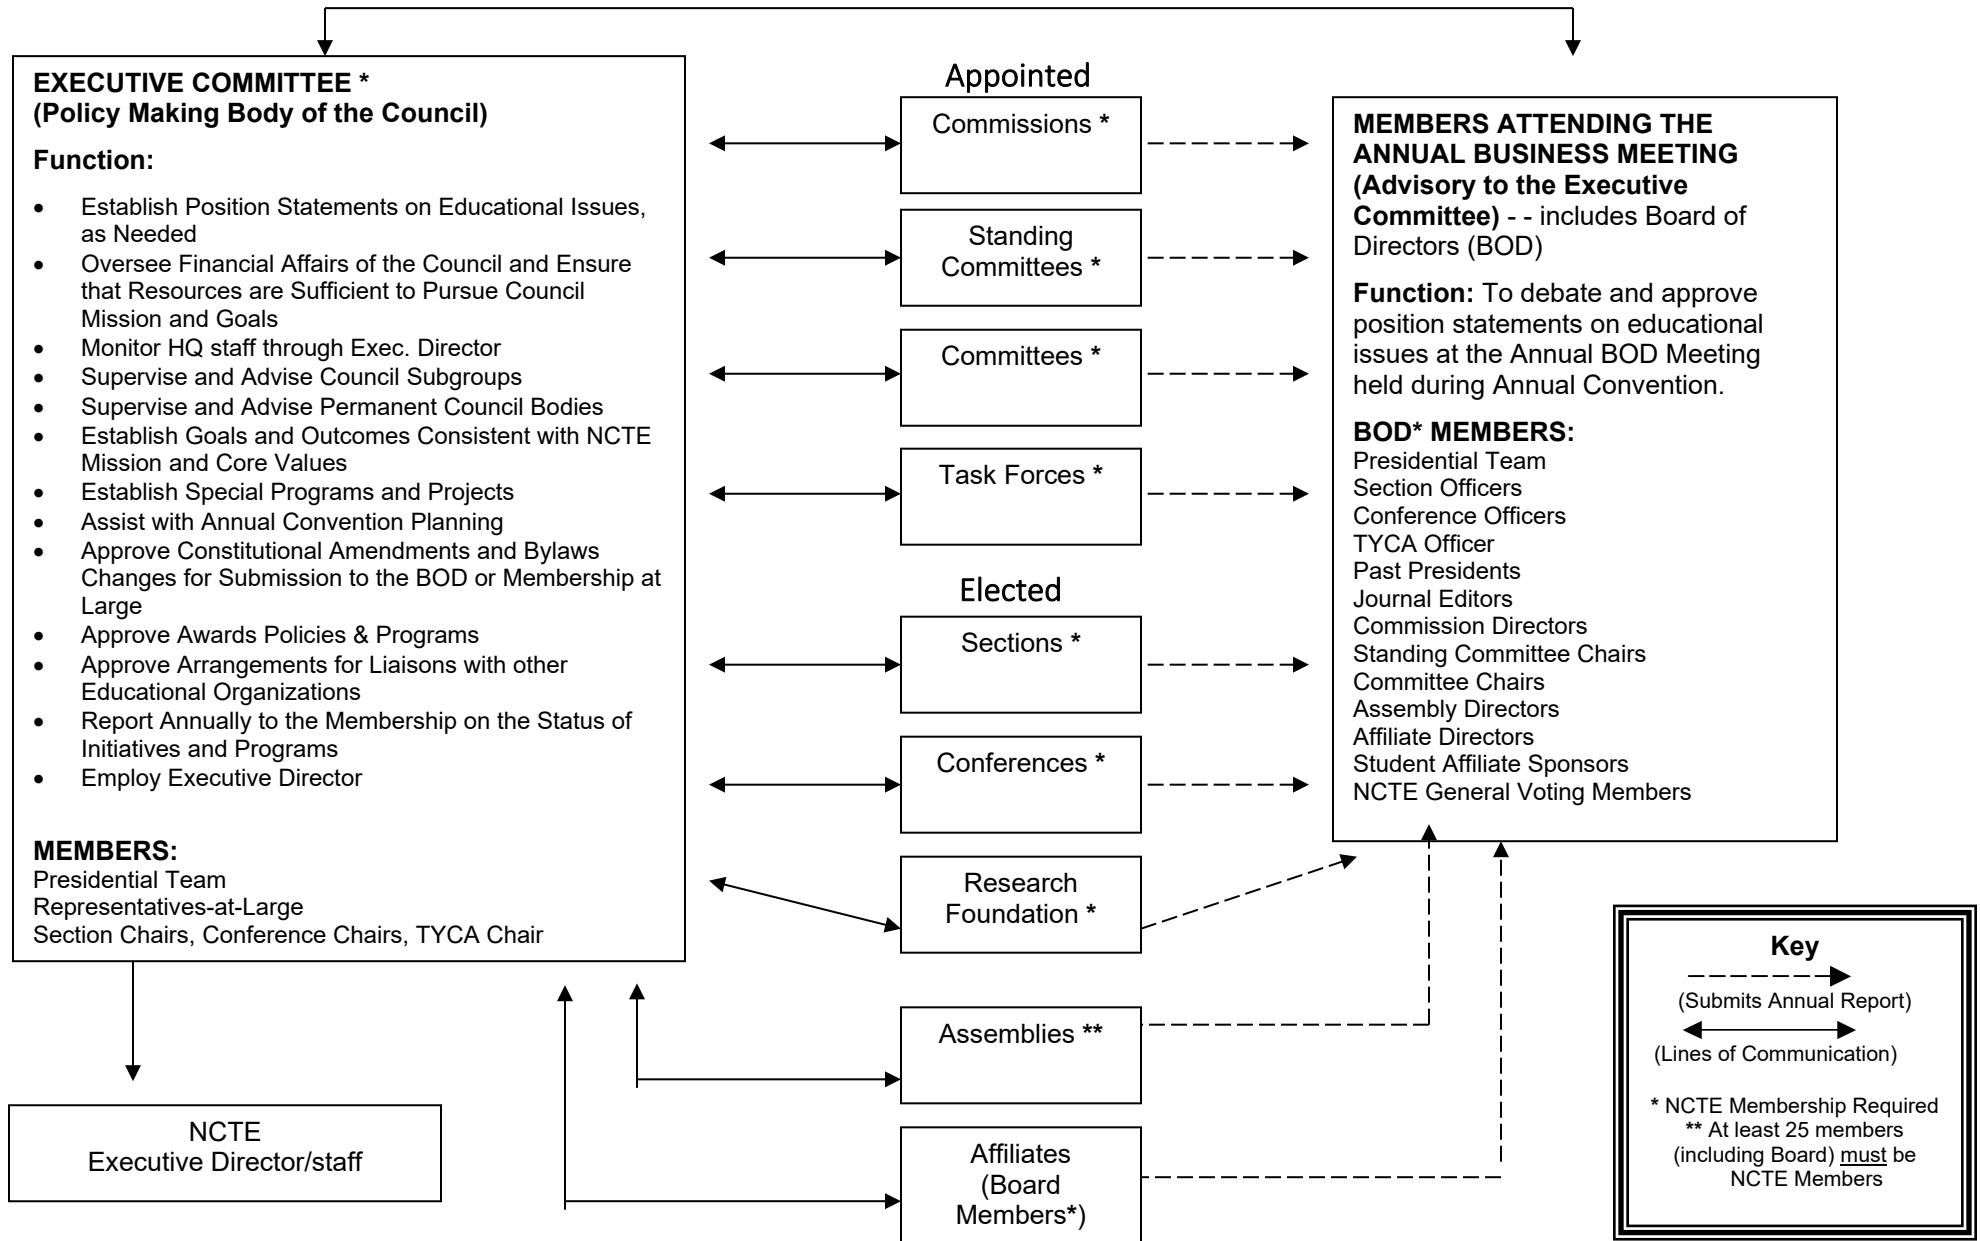 EXECUTIVE COMMITTEE *
(Policy Making Body of the Council)
Function:
• Establish Position Statements on Educational Issues,
as Needed
• Oversee Financial Affairs of the Council and Ensure
that Resources are Sufficient to Pursue Council
Mission and Goals
• Monitor HQ staff through Exec. Director
• Supervise and Advise Council Subgroups
• Supervise and Advise Permanent Council Bodies
• Establish Goals and Outcomes Consistent with NCTE
Mission and Core Values
• Establish Special Programs and Projects
• Assist with Annual Convention Planning
• Approve Constitutional Amendments and Bylaws
Changes for Submission to the BOD or Membership at
Large
• Approve Awards Policies & Programs
• Approve Arrangements for Liaisons with other
Educational Organizations
• Report Annually to the Membership on the Status of
Initiatives and Programs
• Employ Executive Director
MEMBERS:
Presidential Team
Representatives-at-Large
Section Chairs, Conference Chairs, TYCA Chair
NCTE
Executive Director/staff
Appointed
Commissions *
Standing
Committees *
Committees *
Task Forces *
Elected
Sections *
Conferences *
Research
Foundation *
Assemblies **
Affiliates
(Board
Members*)
MEMBERS ATTENDING THE
ANNUAL BUSINESS MEETING
(Advisory to the Executive
Committee) - - includes Board of
Directors (BOD)
Function: To debate and approve
position statements on educational
issues at the Annual BOD Meeting
held during Annual Convention.
BOD* MEMBERS:
Presidential Team
Section Officers
Conference Officers
TYCA Officer
Past Presidents
Journal Editors
Commission Directors
Standing Committee Chairs
Committee Chairs
Assembly Directors
Affiliate Directors
Student Affiliate Sponsors
NCTE General Voting Members
Key
(Submits Annual Report)
(Lines of Communication)
* NCTE Membership Required
** At least 25 members
(including Board) must be
NCTE Members